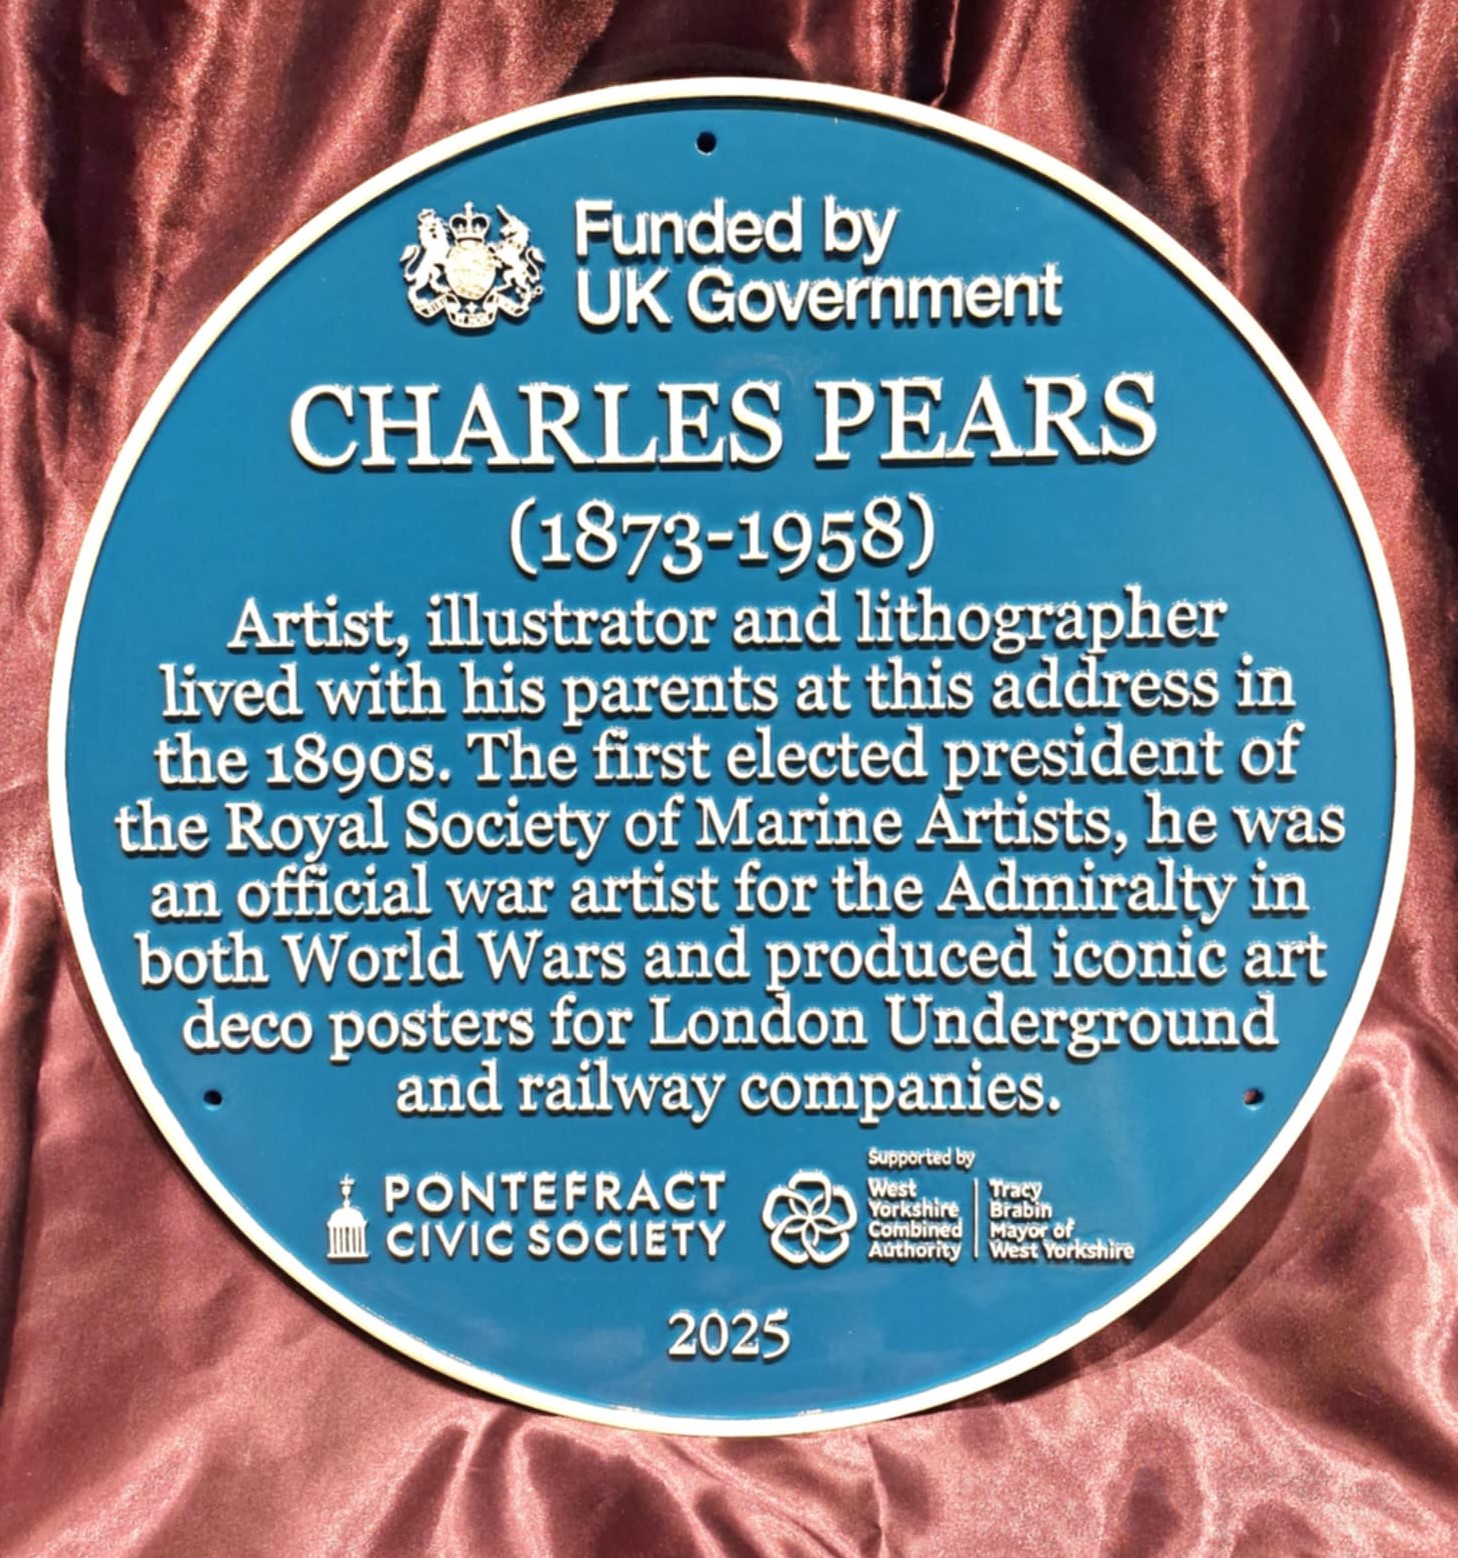 Funded by
UK Government
CHARLES PEARS
(1873-1958)
Artist, illustrator and lithographer
lived with his parents at this address in
the 1890s. The first elected president of
the Royal Society of Marine Artists, he was
an official war artist for the Admiralty in
both World Wars and produced iconic art
deco posters for London Underground
and railway companies.
PONTEFRACT
CIVIC SOCIETY
Supported by
West
Yorkshire
Combined
Authority
Tracy
Brabin
Mayor of
West Yorkshire
2025